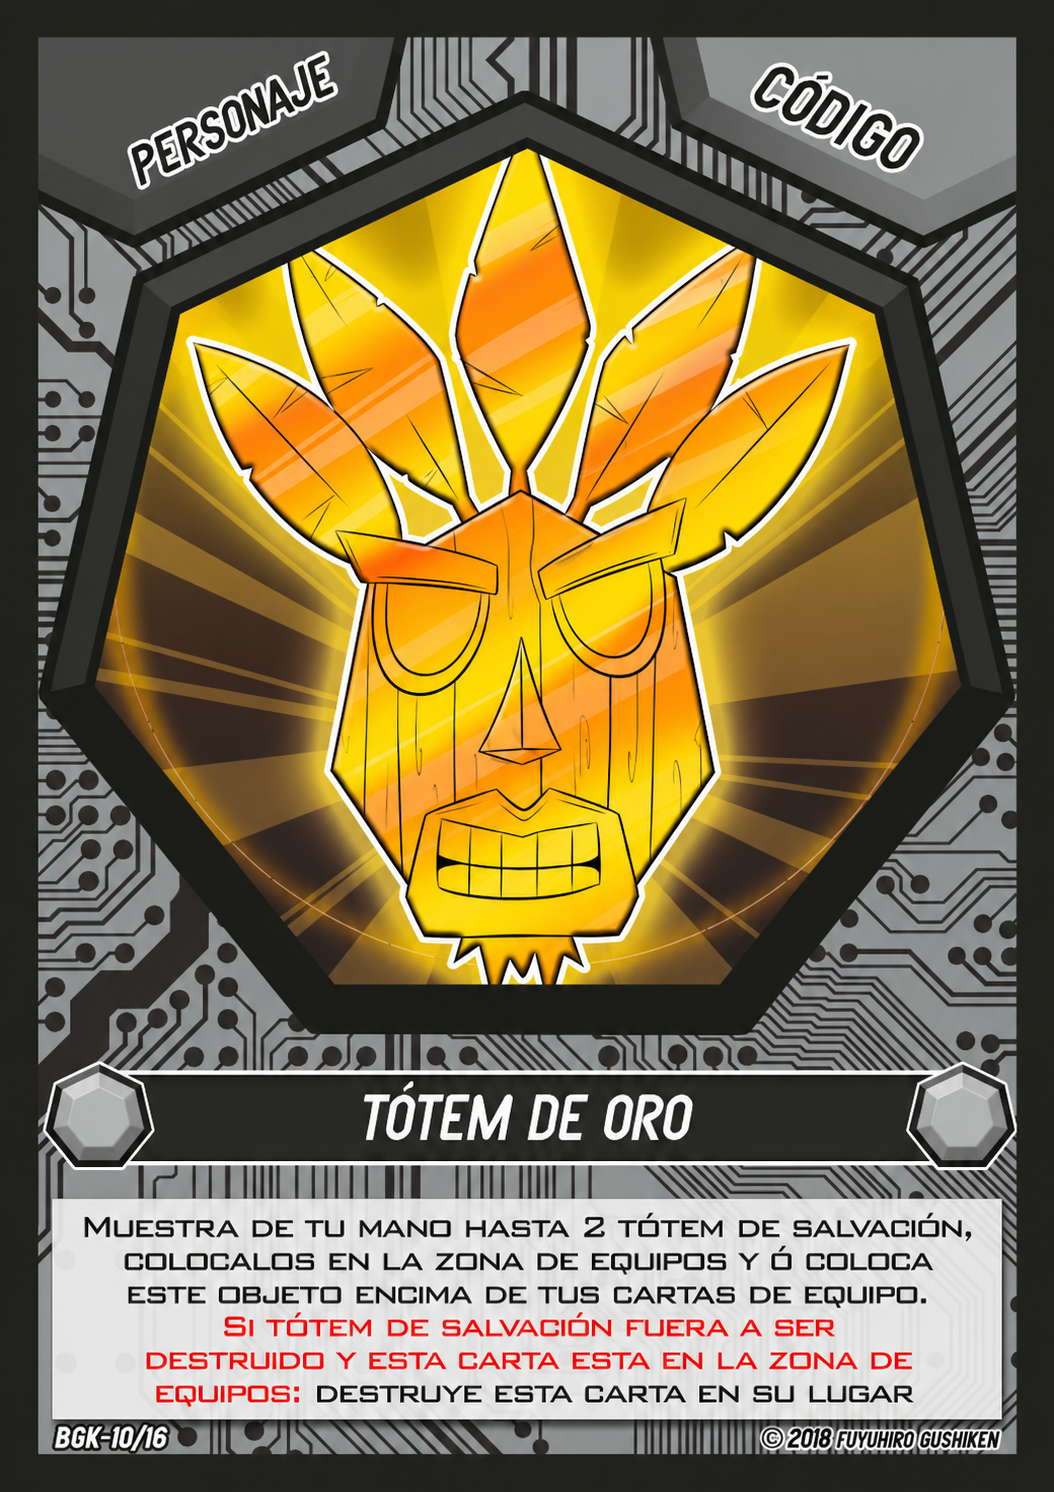 PERSONAJE
CÓDIGO
TÓTEM DE ORO
MUESTRA DE TU MANO HASTA 2 TÓTEM DE SALVACIÓN,
COLOCALOS EN LA ZONA DE EQUIPOS Y Ó COLOCA
ESTE OBJETO ENCIMA DE TUS CARTAS DE EQUIPO.
SI TÓTEM DE SALVACIÓN FUERA A SER
DESTRUIDO Y ESTA CARTA ESTA EN LA ZONA DE
EQUIPOS: DESTRUYE ESTA CARTA EN SU LUGAR
BGK-10/16
© 2018 FUYUHIRO GUSHIKEN